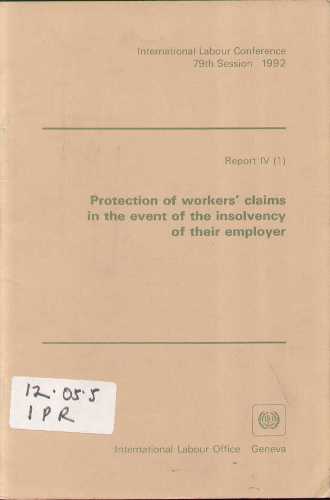 International Labour Conference
79th Session 1992
Report IV (1)
Protection of workers' claims
in the event of the insolvency
of their employer
12.05.5
1 P R
International Labour Office Geneva